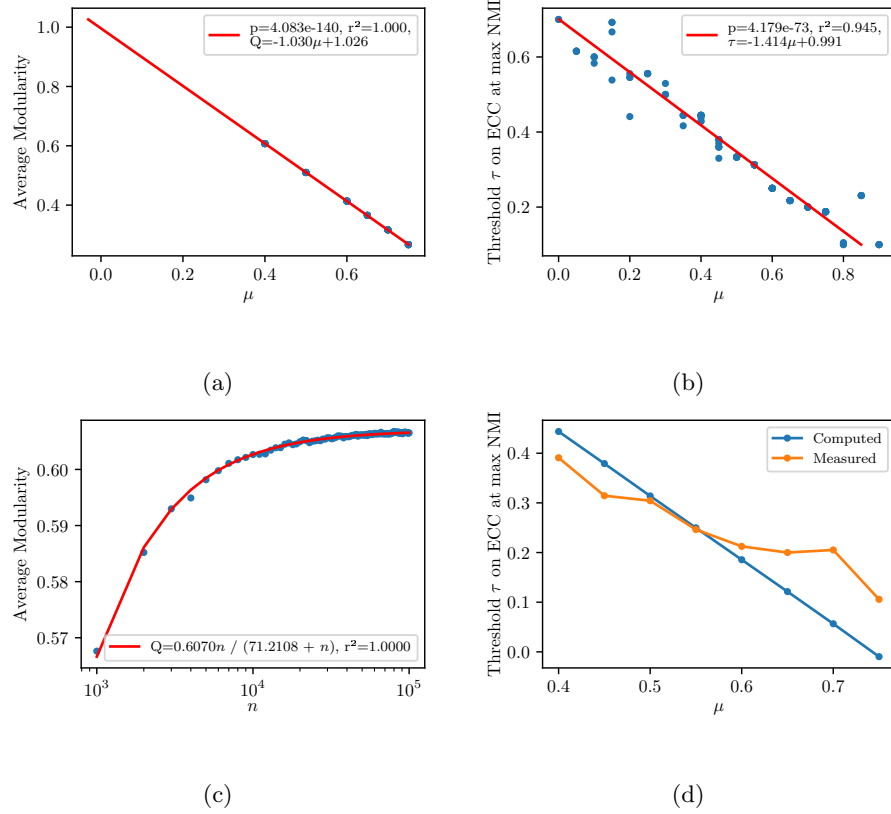 p=4.083e-140, r²=1.000,
Q=-1.030μ+1.026
Average Modularity
1.0
0.8
0.6
0.4
0.0 0.4 0.6
μ
(a)
p=4.179e-73, r²=0.945,
τ=-1.414μ+0.991
Threshold τ on ECC at max NMI
0.6
0.4
0.2
0.0 0.2 0.4 0.6 0.8
μ
(b)
Average Modularity
0.60
0.59
0.58
0.57
Q=0.6070n / (71.2108 + n), r²=1.0000
10³ 10⁴ 10⁵
n
(c)
Threshold τ on ECC at max NMI
Computed
Measured
0.4
0.3
0.2
0.1
0.0
0.4 0.5 0.6 0.7
μ
(d)